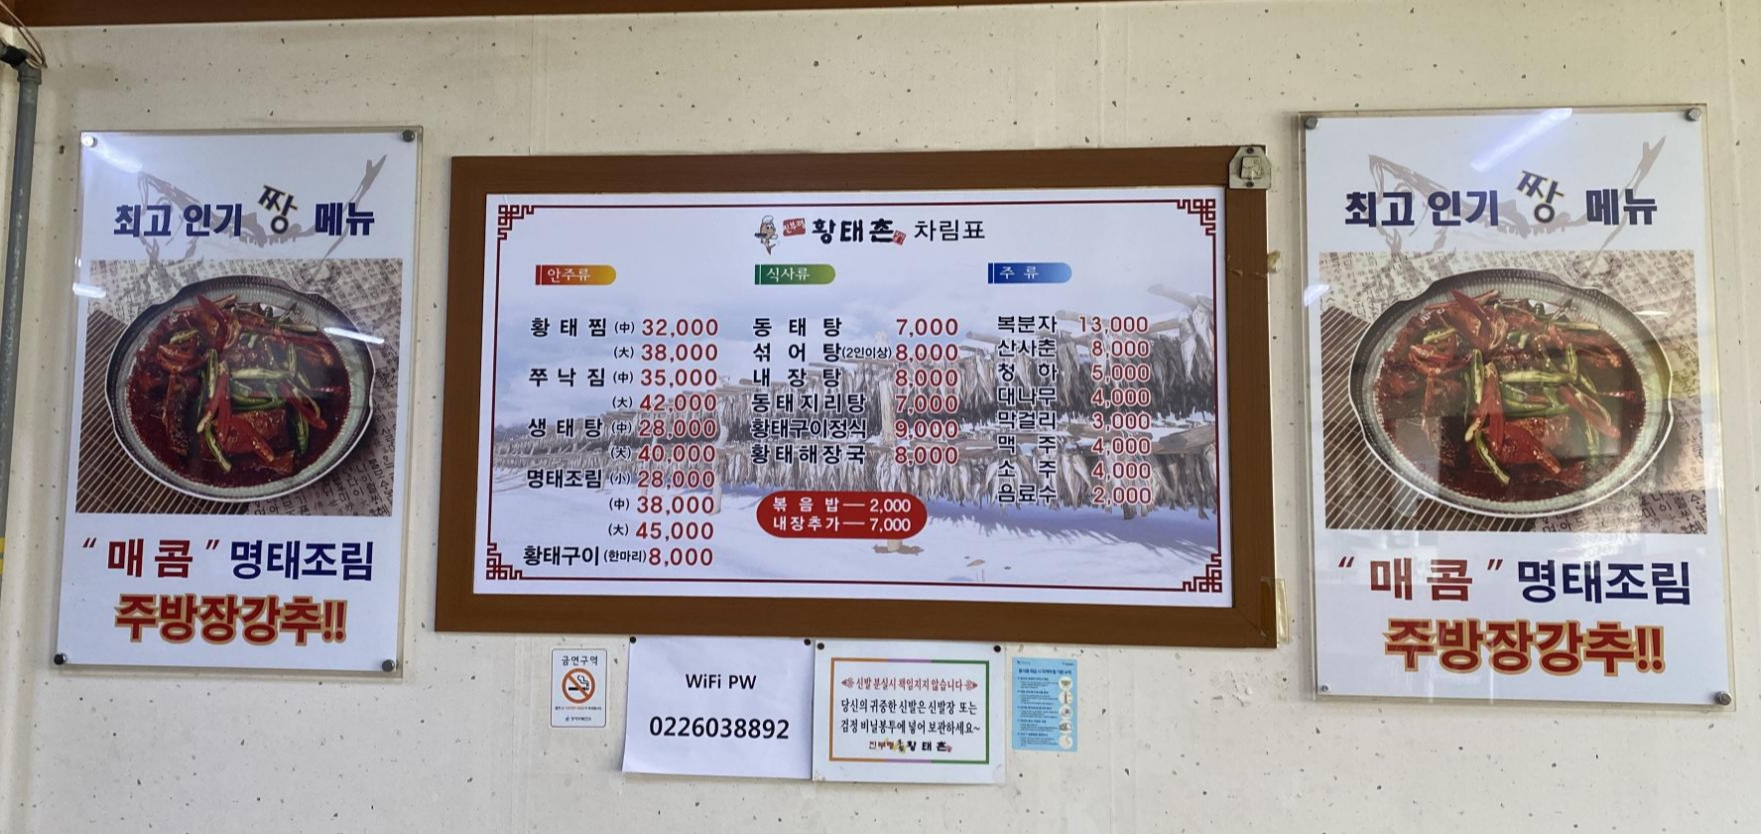 최고 인기 짱 메뉴
"매콤" 명태조림
주방장강추!!
진부령 황태촌 차림표
안주류
황태찜 (中) 32,000
(大) 38,000
쭈낙찜 (中) 35,000
(大) 42,000
생태탕 (中) 28,000
(大) 40,000
명태조림 (小) 28,000
(中) 38,000
(大) 45,000
황태구이 (한마리) 8,000
식사류
동태탕 7,000
섞어탕 (2인이상) 8,000
내장탕 8,000
동태지리탕 7,000
황태구이정식 9,000
황태해장국 8,000
볶음밥 — 2,000
내장추가 — 7,000
주류
복분자 13,000
산사춘 8,000
청하 5,000
대나무 4,000
막걸리 3,000
맥주 4,000
소주 4,000
음료수 2,000
최고 인기 짱 메뉴
"매콤" 명태조림
주방장강추!!
금연구역
WiFi PW
0226038892
신발 분실시 책임지지 않습니다
당신의 귀중한 신발은 신발장 또는
검정 비닐봉투에 넣어 보관하세요~
진부령 황태촌